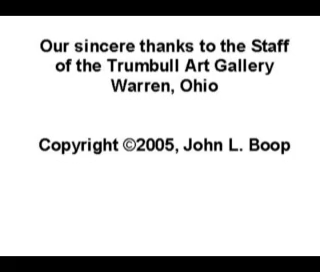 Our sincere thanks to the Staff
of the Trumbull Art Gallery
Warren, Ohio
Copyright ©2005, John L. Boop